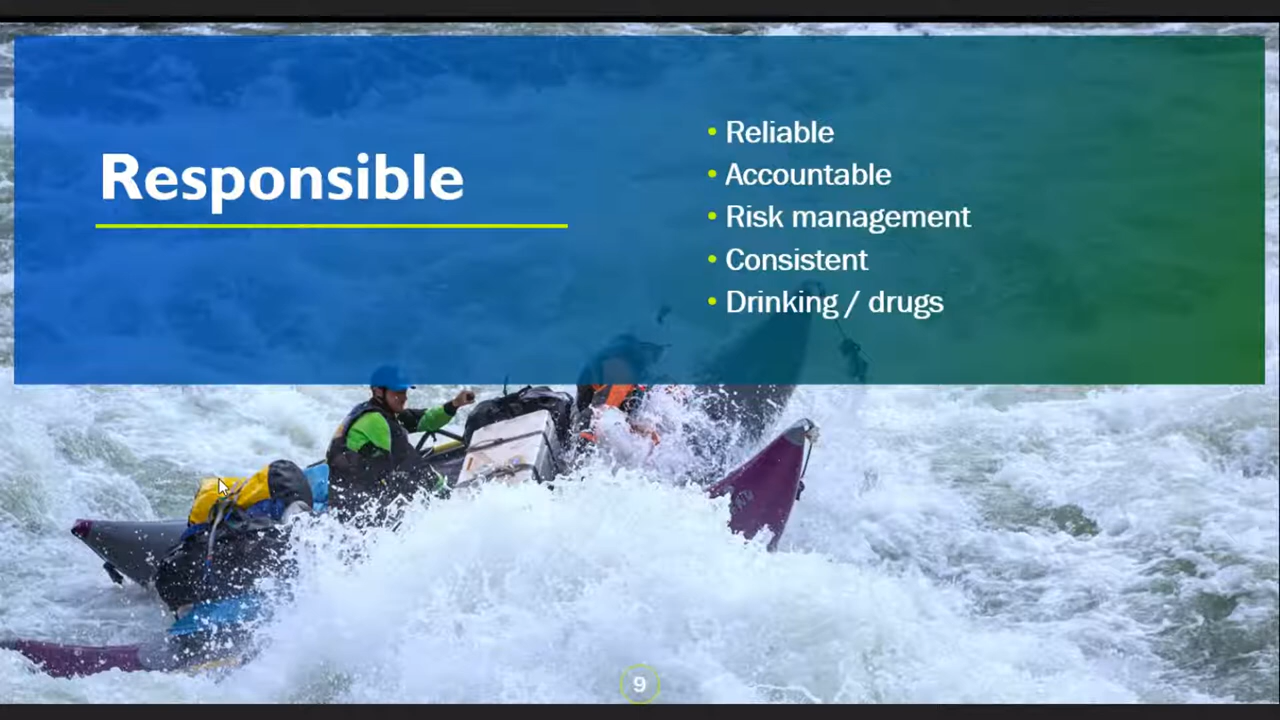 Responsible
• Reliable
• Accountable
• Risk management
• Consistent
• Drinking / drugs
9